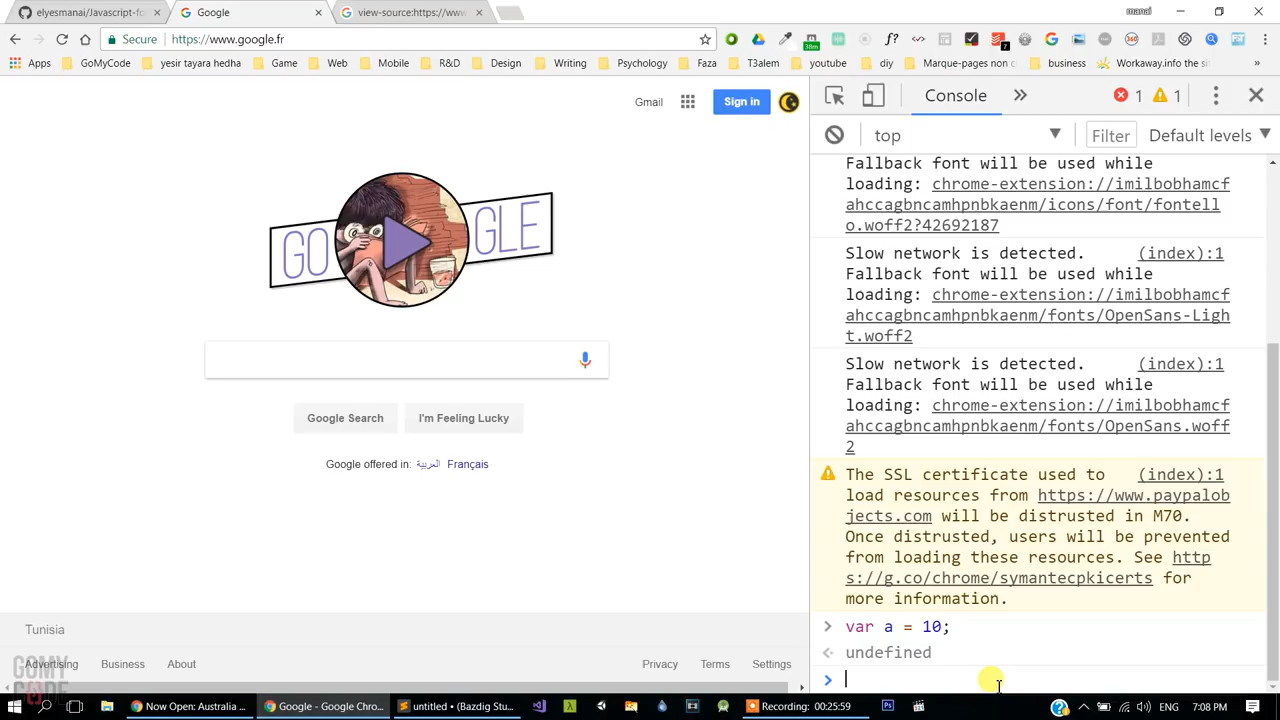 elyesmanai/Javascript-fo
Google
view-source:https://www
manai
Secure
https://www.google.fr
Apps
GoMyCode
yesir tayara hedha
Game
Web
Mobile
R&D
Design
Writing
Psychology
Faza
T3alem
youtube
diy
Marque-pages non c
business
Workaway.info the si
Gmail
Sign in
GO GLE
Google Search
I'm Feeling Lucky
Google offered in: العربية Français
Tunisia
Advertising
Business
About
Privacy
Terms
Settings
GOMY
CODE
Console
1
1
top
Filter
Default levels
Fallback font will be used while
loading: chrome-extension://imilbobhamcf
ahccagbncamhpnbkaenm/icons/font/fontell
o.woff2?42692187
Slow network is detected. (index):1
Fallback font will be used while
loading: chrome-extension://imilbobhamcf
ahccagbncamhpnbkaenm/fonts/OpenSans-Ligh
t.woff2
Slow network is detected. (index):1
Fallback font will be used while
loading: chrome-extension://imilbobhamcf
ahccagbncamhpnbkaenm/fonts/OpenSans.woff
2
The SSL certificate used to (index):1
load resources from https://www.paypalob
jects.com will be distrusted in M70.
Once distrusted, users will be prevented
from loading these resources. See http
s://g.co/chrome/symantecpkicerts for
more information.
var a = 10;
undefined
Now Open: Australia ...
Google - Google Chro...
untitled • (Bazdig Stu...
Recording: 00:25:59
7:08 PM